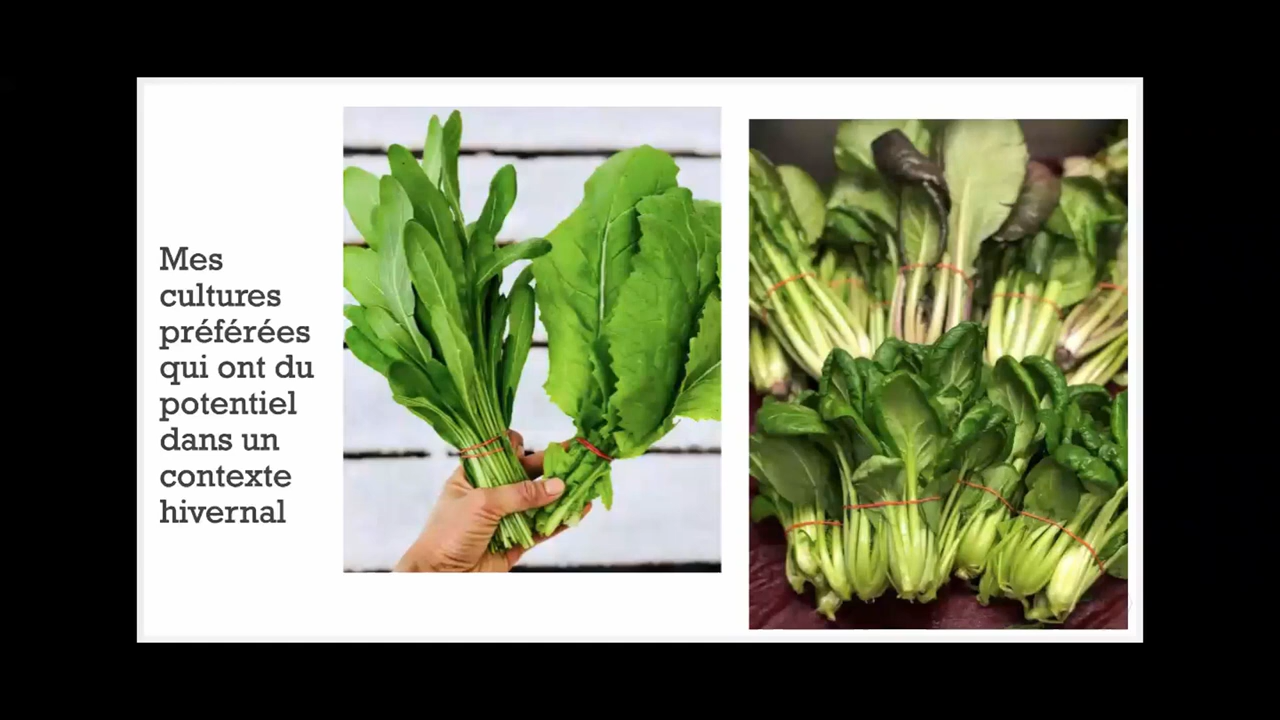 Mes
cultures
préférées
qui ont du
potentiel
dans un
contexte
hivernal